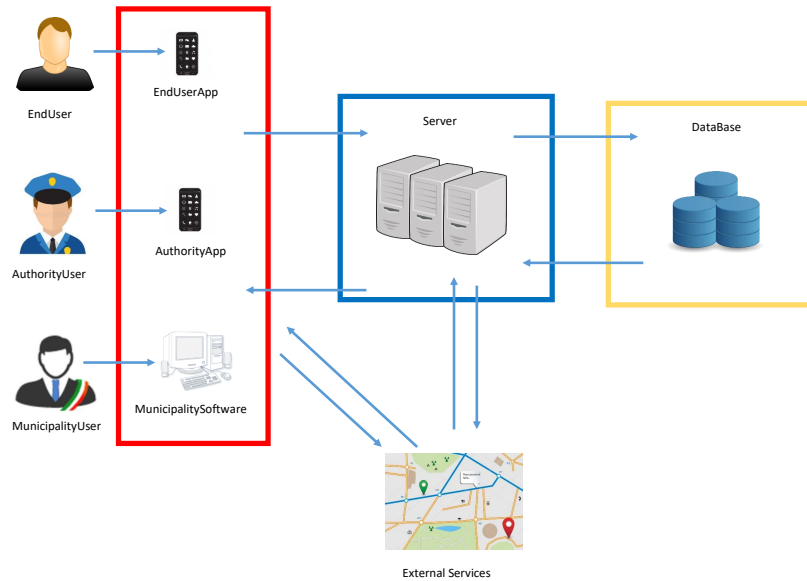 EndUser
EndUserApp
Server
DataBase
AuthorityUser
AuthorityApp
MunicipalityUser
MunicipalitySoftware
External Services